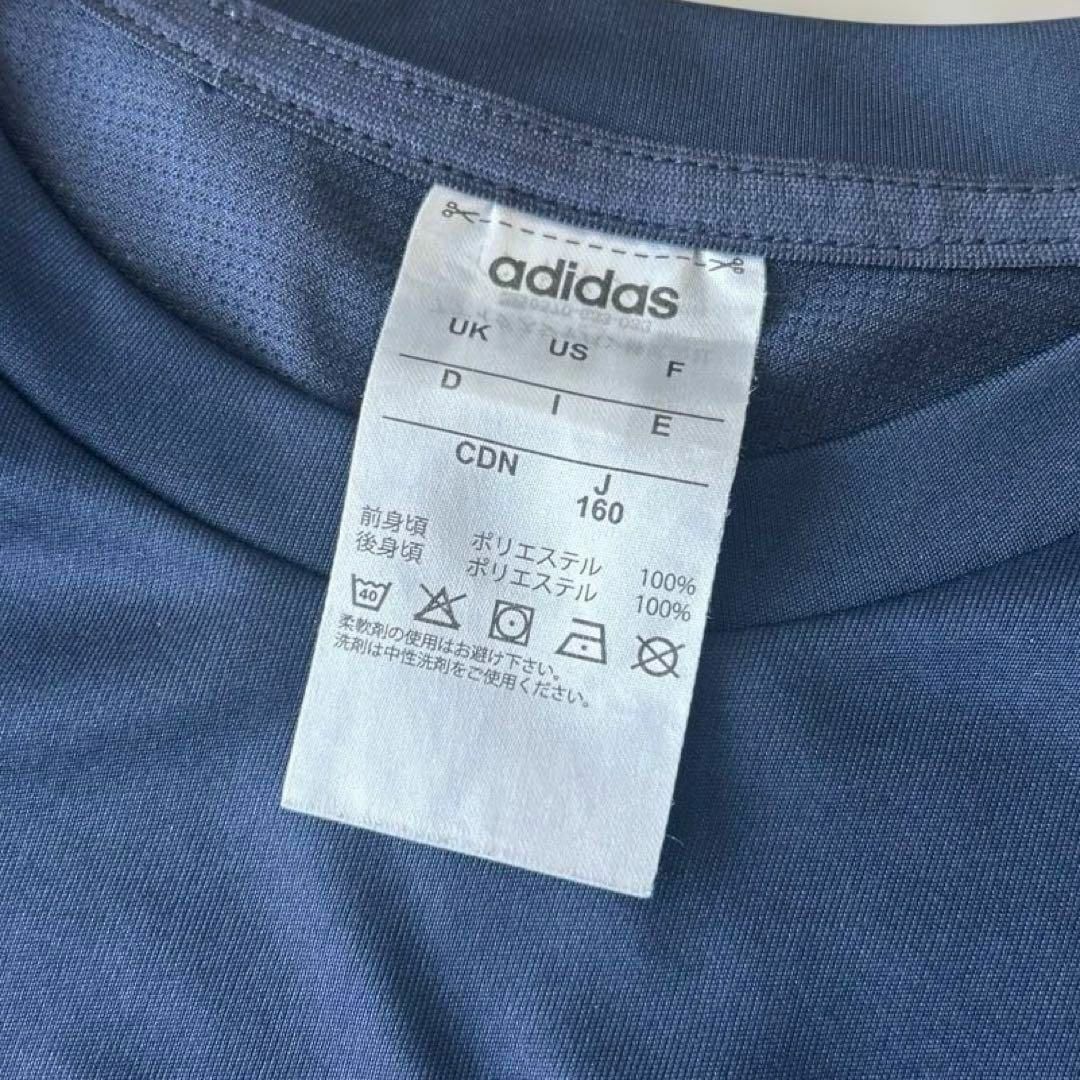 adidas
UK US F
D I E
CDN J
160
前身頃 ポリエステル 100%
後身頃 ポリエステル 100%
40
柔軟剤の使用はお避け下さい。
洗剤は中性洗剤をご使用ください。